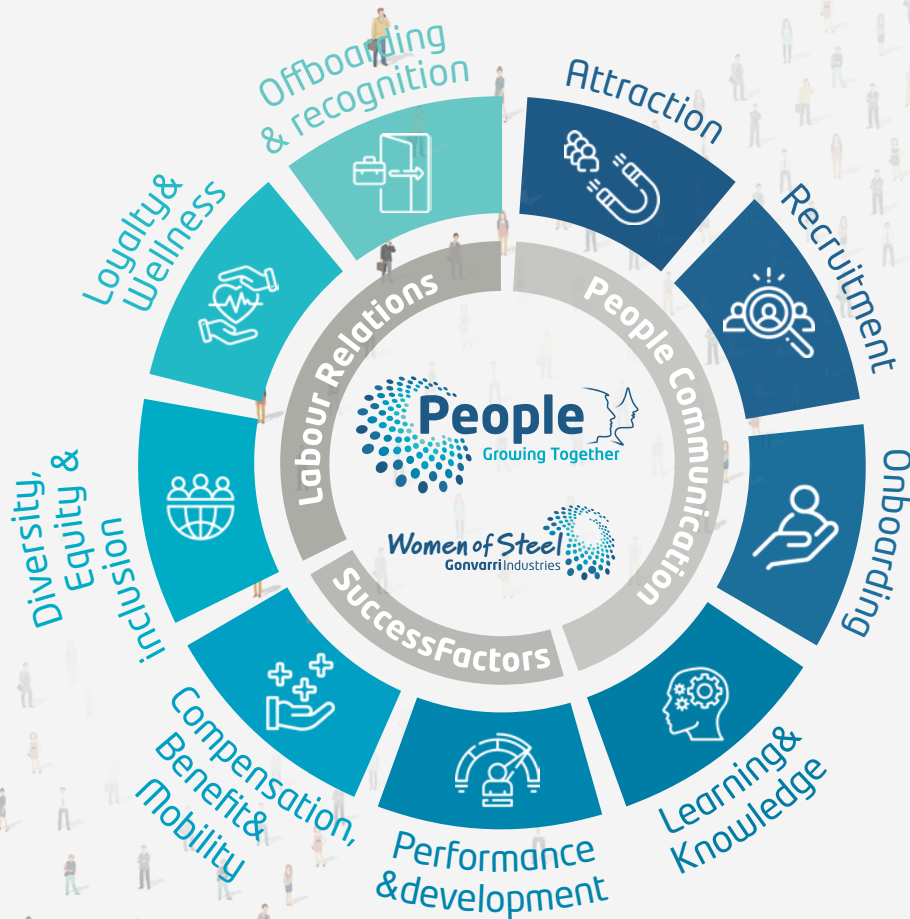 Offboarding
& recognition
Attraction
Recruitment
Onboarding
Learning&
Knowledge
Performance
&development
Compensation,
Benefit&
Mobility
Diversity,
Equity &
inclusion
Loyalty&
Wellness
Labour Relations
People Communication
SuccessFactors
People
Growing Together
Women of Steel
Gonvarri Industries